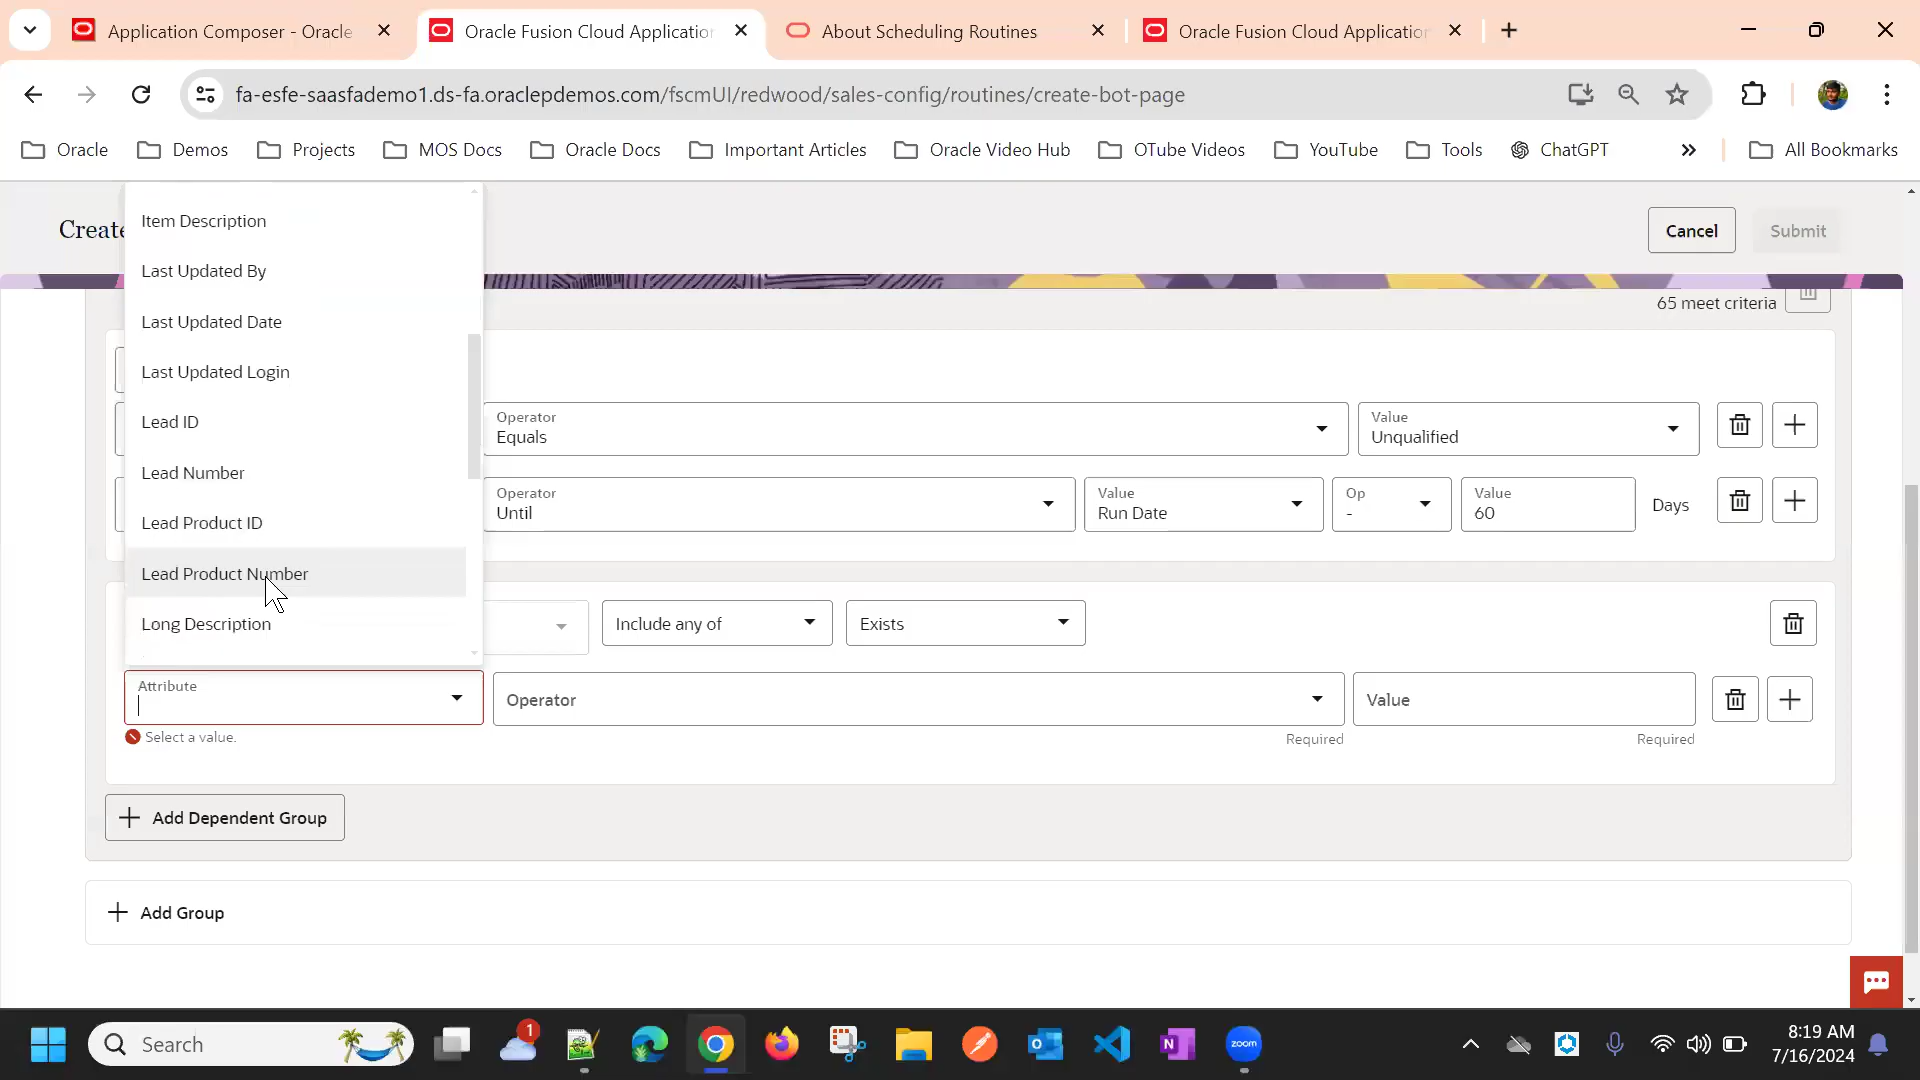 Application Composer - Oracle
Oracle Fusion Cloud Application
About Scheduling Routines
Oracle Fusion Cloud Application
fa-esfe-saasfademo1.ds-fa.oraclepdemos.com/fscmUI/redwood/sales-config/routines/create-bot-page
Oracle
Demos
Projects
MOS Docs
Oracle Docs
Important Articles
Oracle Video Hub
OTube Videos
YouTube
Tools
ChatGPT
»
All Bookmarks
Create
Cancel
Submit
65 meet criteria
Item Description
Last Updated By
Last Updated Date
Last Updated Login
Lead ID
Lead Number
Lead Product ID
Lead Product Number
Long Description
Operator
Equals
Value
Unqualified
Operator
Until
Value
Run Date
Op
-
Value
60
Days
Include any of
Exists
Attribute
Select a value.
Operator
Required
Value
Required
Add Dependent Group
Add Group
Search
1
zoom
8:19 AM
7/16/2024